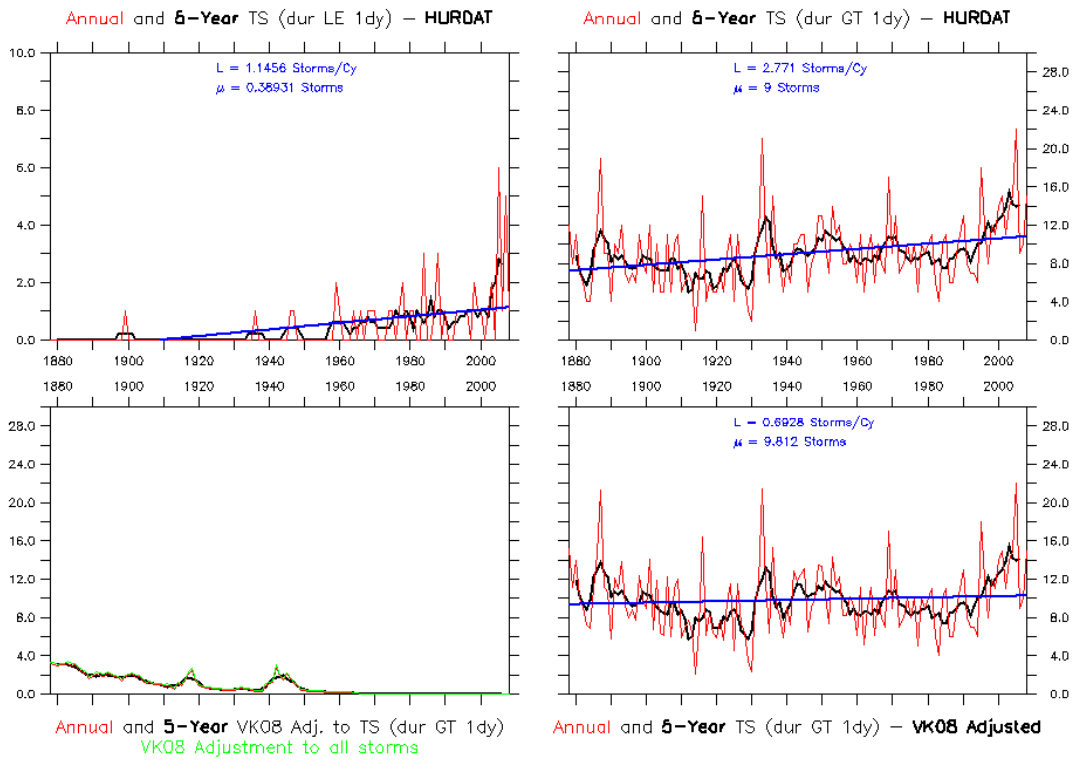 Annual and 5-Year TS (dur LE 1dy) – HURDAT
L = 1.1456 Storms/Cy
μ = 0.38931 Storms
10.0
8.0
6.0
4.0
2.0
0.0
1880 1900 1920 1940 1960 1980 2000
Annual and 5-Year TS (dur GT 1dy) – HURDAT
L = 2.771 Storms/Cy
μ = 9 Storms
28.0
24.0
20.0
16.0
12.0
8.0
4.0
0.0
1880 1900 1920 1940 1960 1980 2000
1880 1900 1920 1940 1960 1980 2000
28.0
24.0
20.0
16.0
12.0
8.0
4.0
0.0
Annual and 5-Year VK08 Adj. to TS (dur GT 1dy)
VK08 Adjustment to all storms
1880 1900 1920 1940 1960 1980 2000
L = 0.6928 Storms/Cy
μ = 9.812 Storms
28.0
24.0
20.0
16.0
12.0
8.0
4.0
0.0
Annual and 5-Year TS (dur GT 1dy) – VK08 Adjusted